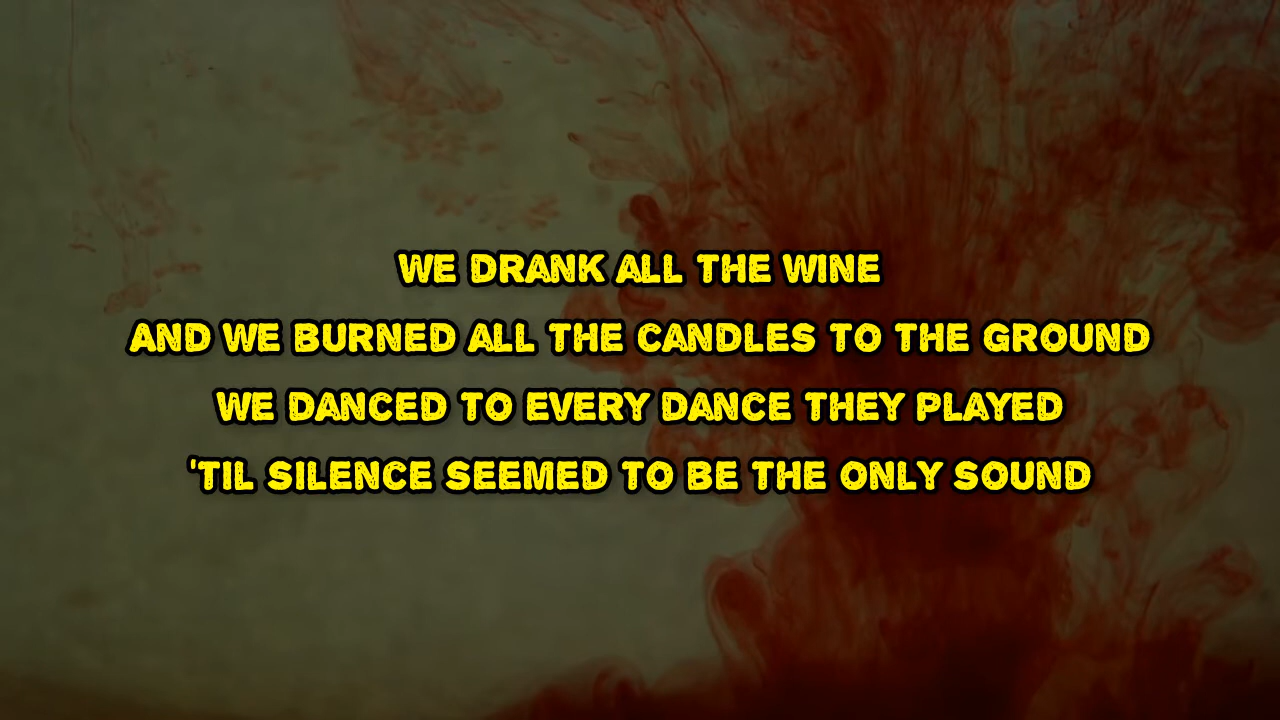 WE DRANK ALL THE WINE
AND WE BURNED ALL THE CANDLES TO THE GROUND
WE DANCED TO EVERY DANCE THEY PLAYED
'TIL SILENCE SEEMED TO BE THE ONLY SOUND